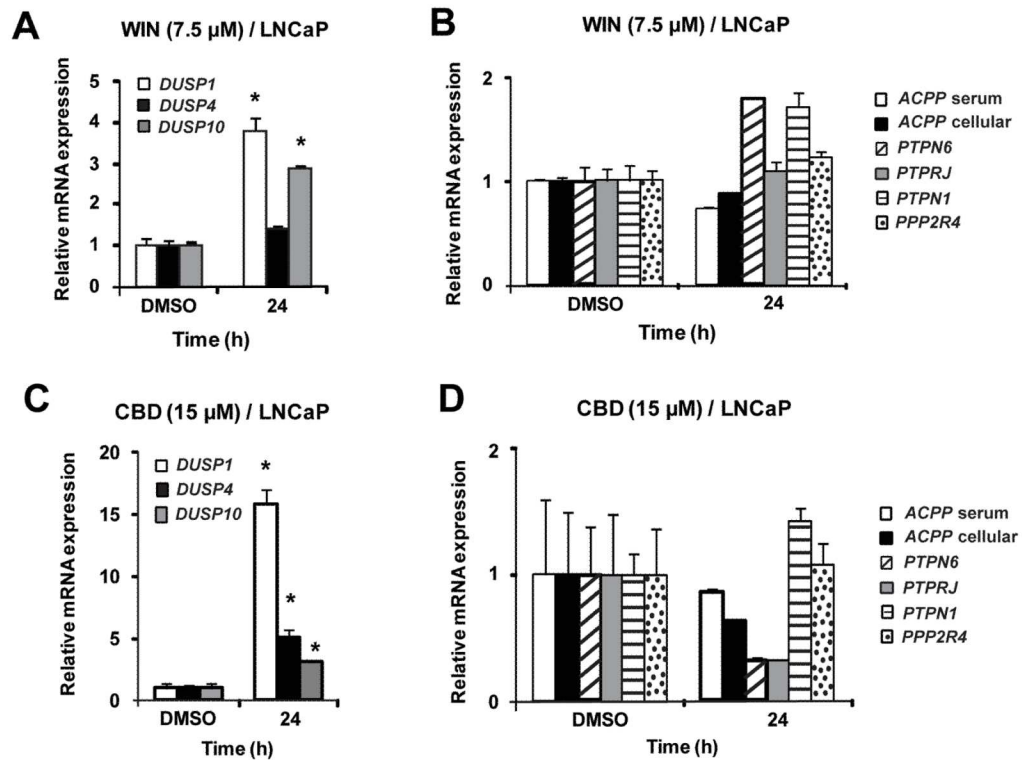 A
WIN (7.5 µM) / LNCaP
Relative mRNA expression
5
4
3
2
1
0
DUSP1
DUSP4
DUSP10
*
*
DMSO
24
Time (h)
B
WIN (7.5 µM) / LNCaP
Relative mRNA expression
2
1
0
ACPP serum
ACPP cellular
PTPN6
PTPRJ
PTPN1
PPP2R4
DMSO
24
Time (h)
C
CBD (15 µM) / LNCaP
Relative mRNA expression
20
15
10
5
0
DUSP1
DUSP4
DUSP10
*
*
*
DMSO
24
Time (h)
D
CBD (15 µM) / LNCaP
Relative mRNA expression
2
1
0
ACPP serum
ACPP cellular
PTPN6
PTPRJ
PTPN1
PPP2R4
DMSO
24
Time (h)